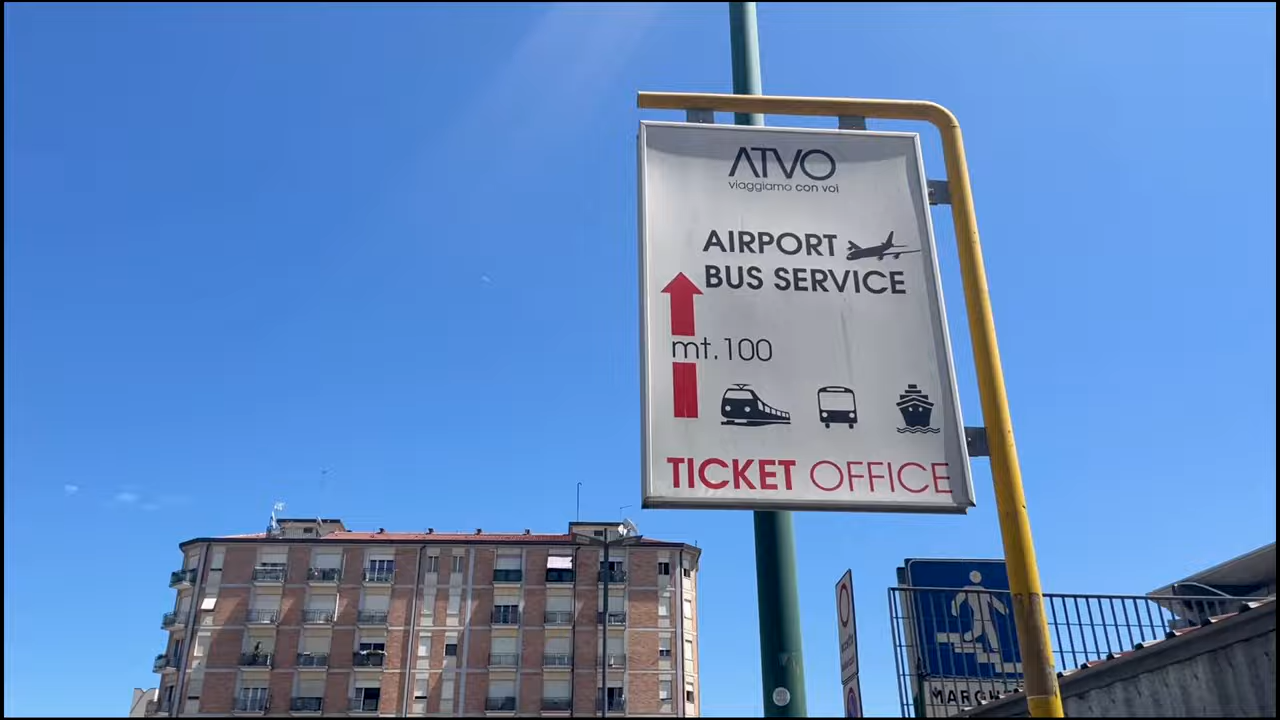 ATVO
viaggiamo con voi
AIRPORT
BUS SERVICE
mt.100
TICKET OFFICE